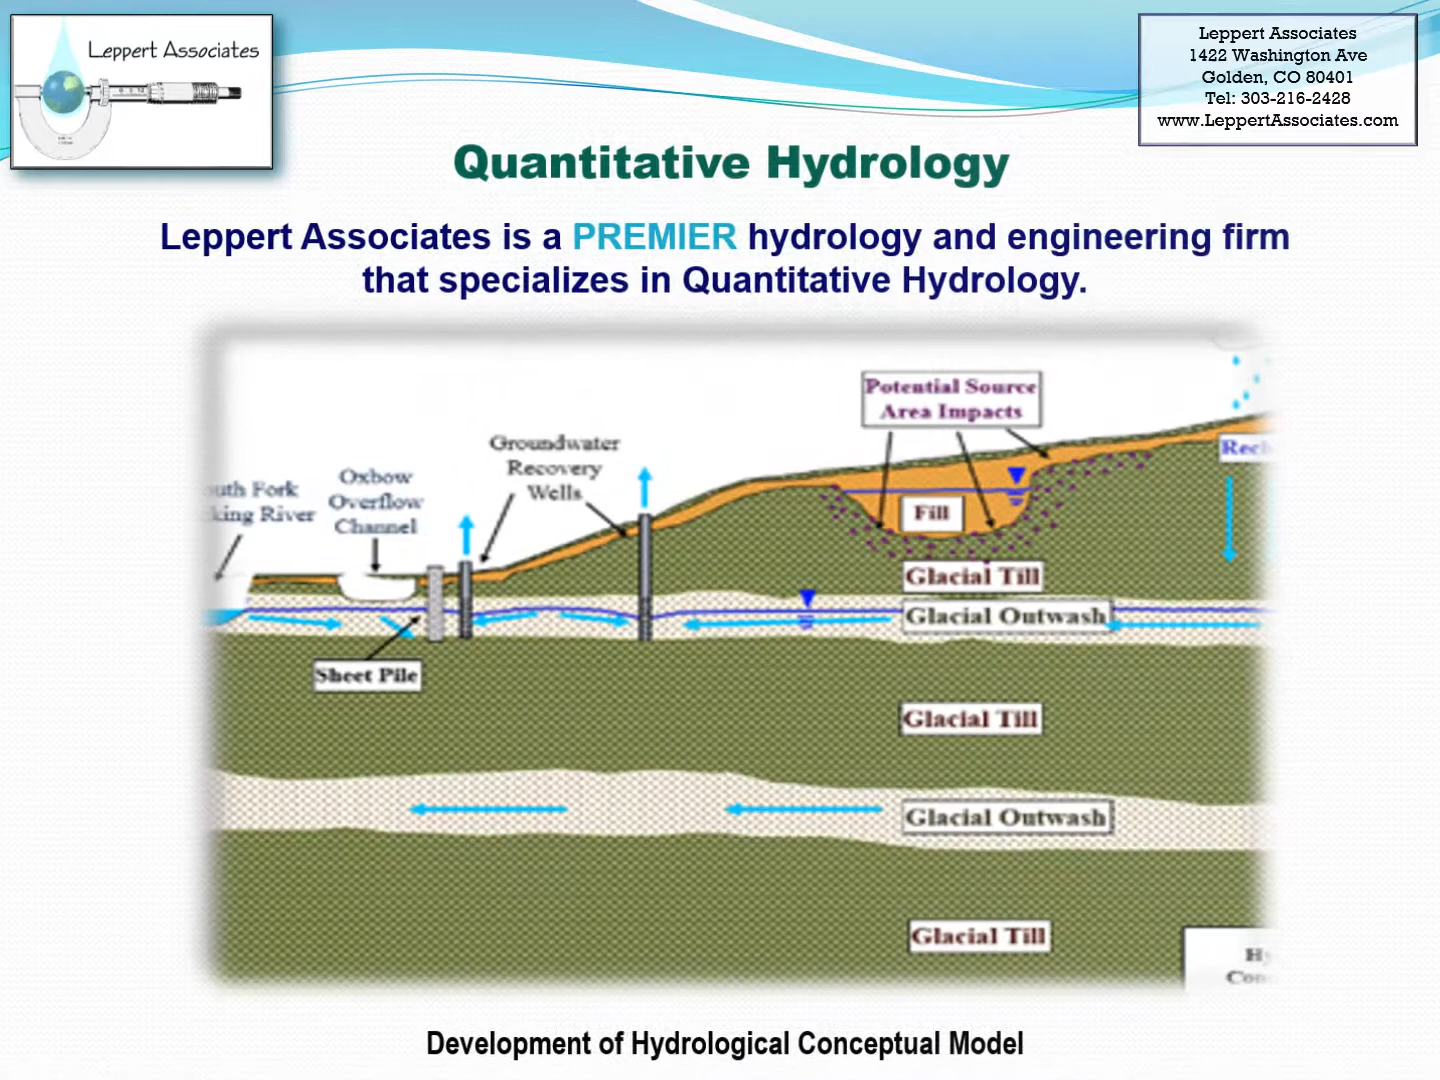 Leppert Associates
Leppert Associates
1422 Washington Ave
Golden, CO 80401
Tel: 303-216-2428
www.LeppertAssociates.com
Quantitative Hydrology
Leppert Associates is a PREMIER hydrology and engineering firm
that specializes in Quantitative Hydrology.
Potential Source
Area Impacts
Groundwater
Recovery
Wells
Oxbow
Overflow
Channel
outh Fork
king River
Rech
Fill
Glacial Till
Glacial Outwash
Sheet Pile
Glacial Till
Glacial Outwash
Glacial Till
Development of Hydrological Conceptual Model